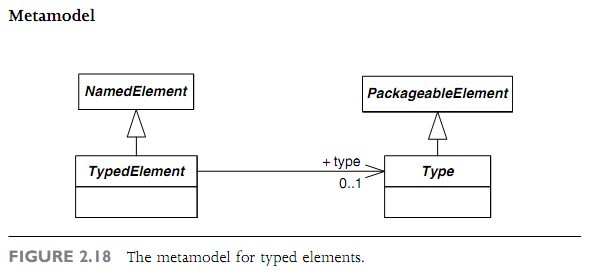 Metamodel
NamedElement
PackageableElement
TypedElement
+ type
0..1
Type
FIGURE 2.18 The metamodel for typed elements.